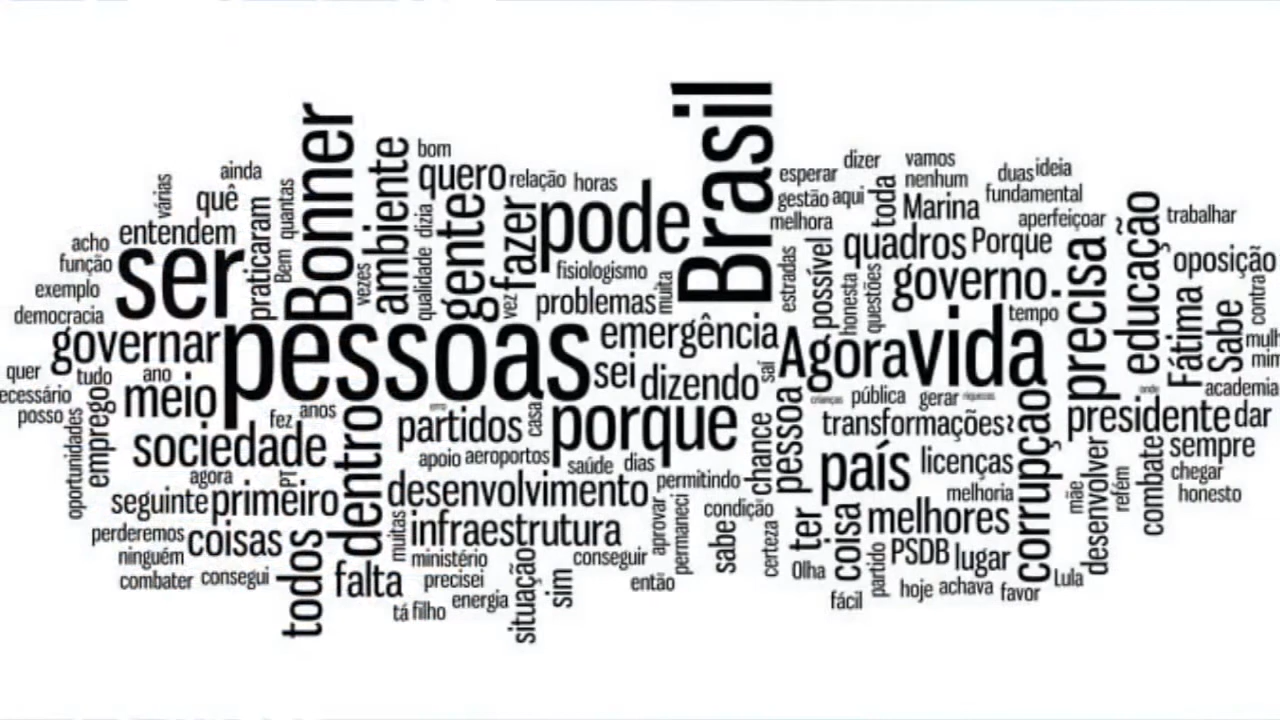 Brasil
Bonner
bom
ambiente
dizer
vamos
ainda
várias
quê
quantas
quero
relação
horas
esperar
nenhum
duas
ideia
gestão
aqui
toda
fundamental
praticaram
dizia
gente
fazer
pode
melhora
Marina
aperfeiçoar
educação
trabalhar
acho
entendem
Bem
quadros
Porque
precisa
função
ser
vezes
qualidade
fisiologismo
muita
estradas
possível
honesta
questões
governo.
oposição
exemplo
vez
problemas
contra
democracia
tempo
Fátima
Sabe
governar
pessoas
emergência
Agora
vida
mulh
min
quer
tudo
ano
sei
dizendo
saí
academia
ecessário
meio
emprego
pessoa
pública
gerar
posso
fez
anos
partidos
casa
porque
chance
transformações
corrupção
presidente
dar
oportunidades
sociedade
dentro
apoio
aeroportos
saúde
dias
país
licenças
desenvolver
combate
sempre
agora
PT
permitindo
mãe
refém
chegar
seguinte
primeiro
desenvolvimento
melhoria
honesto
condição
aprovar
permaneci
ter
coisa
melhores
perderemos
coisas
muitas
infraestrutura
sabe
certeza
ninguém
todos
ministério
conseguir
partido
PSDB
lugar
combater
consegui
falta
precisei
situação
sim
então
Olha
hoje
achava
favor
Lula
tá
filho
energia
fácil